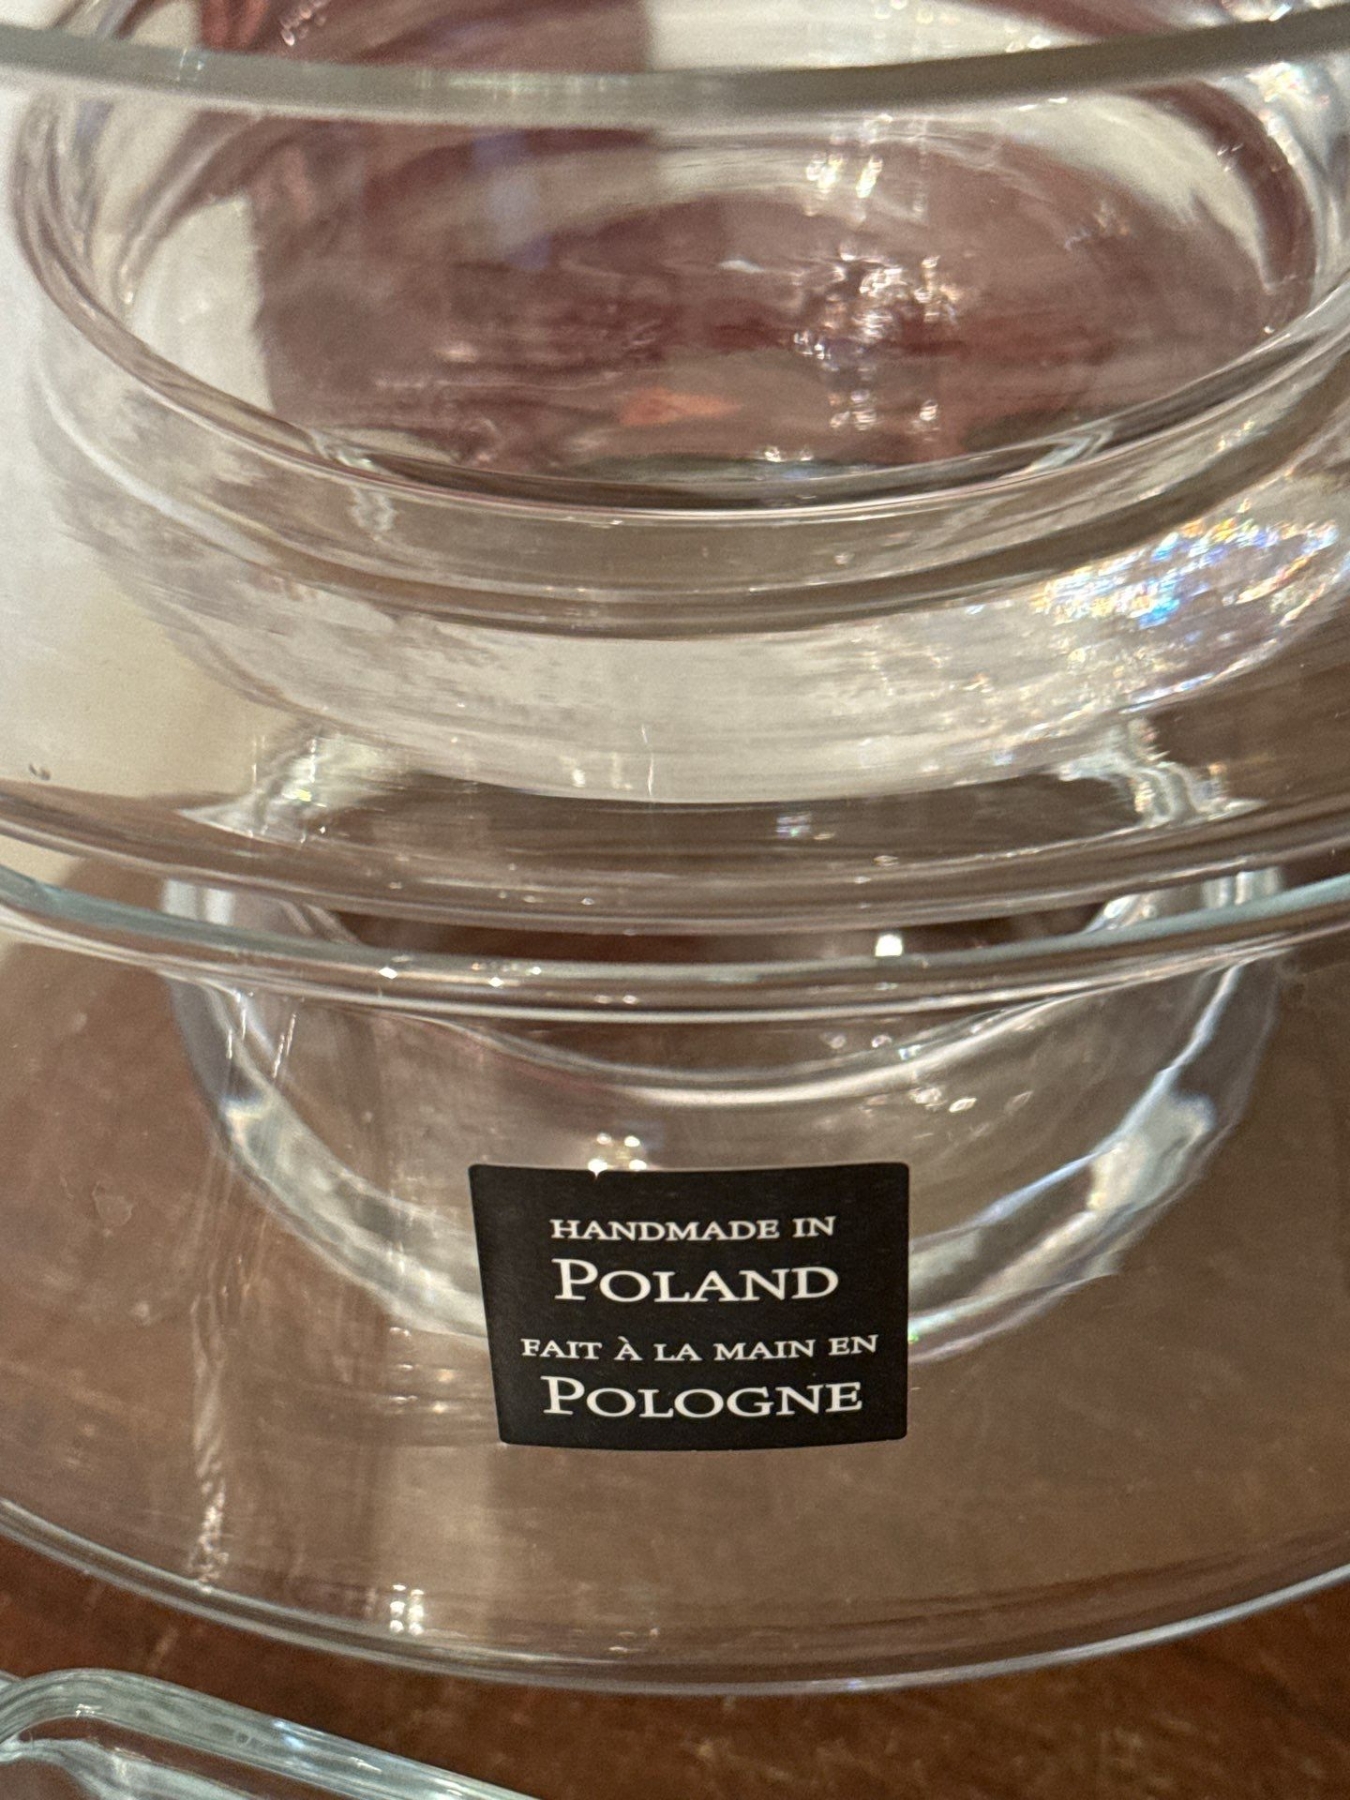 HANDMADE IN
POLAND
FAIT À LA MAIN EN
POLOGNE